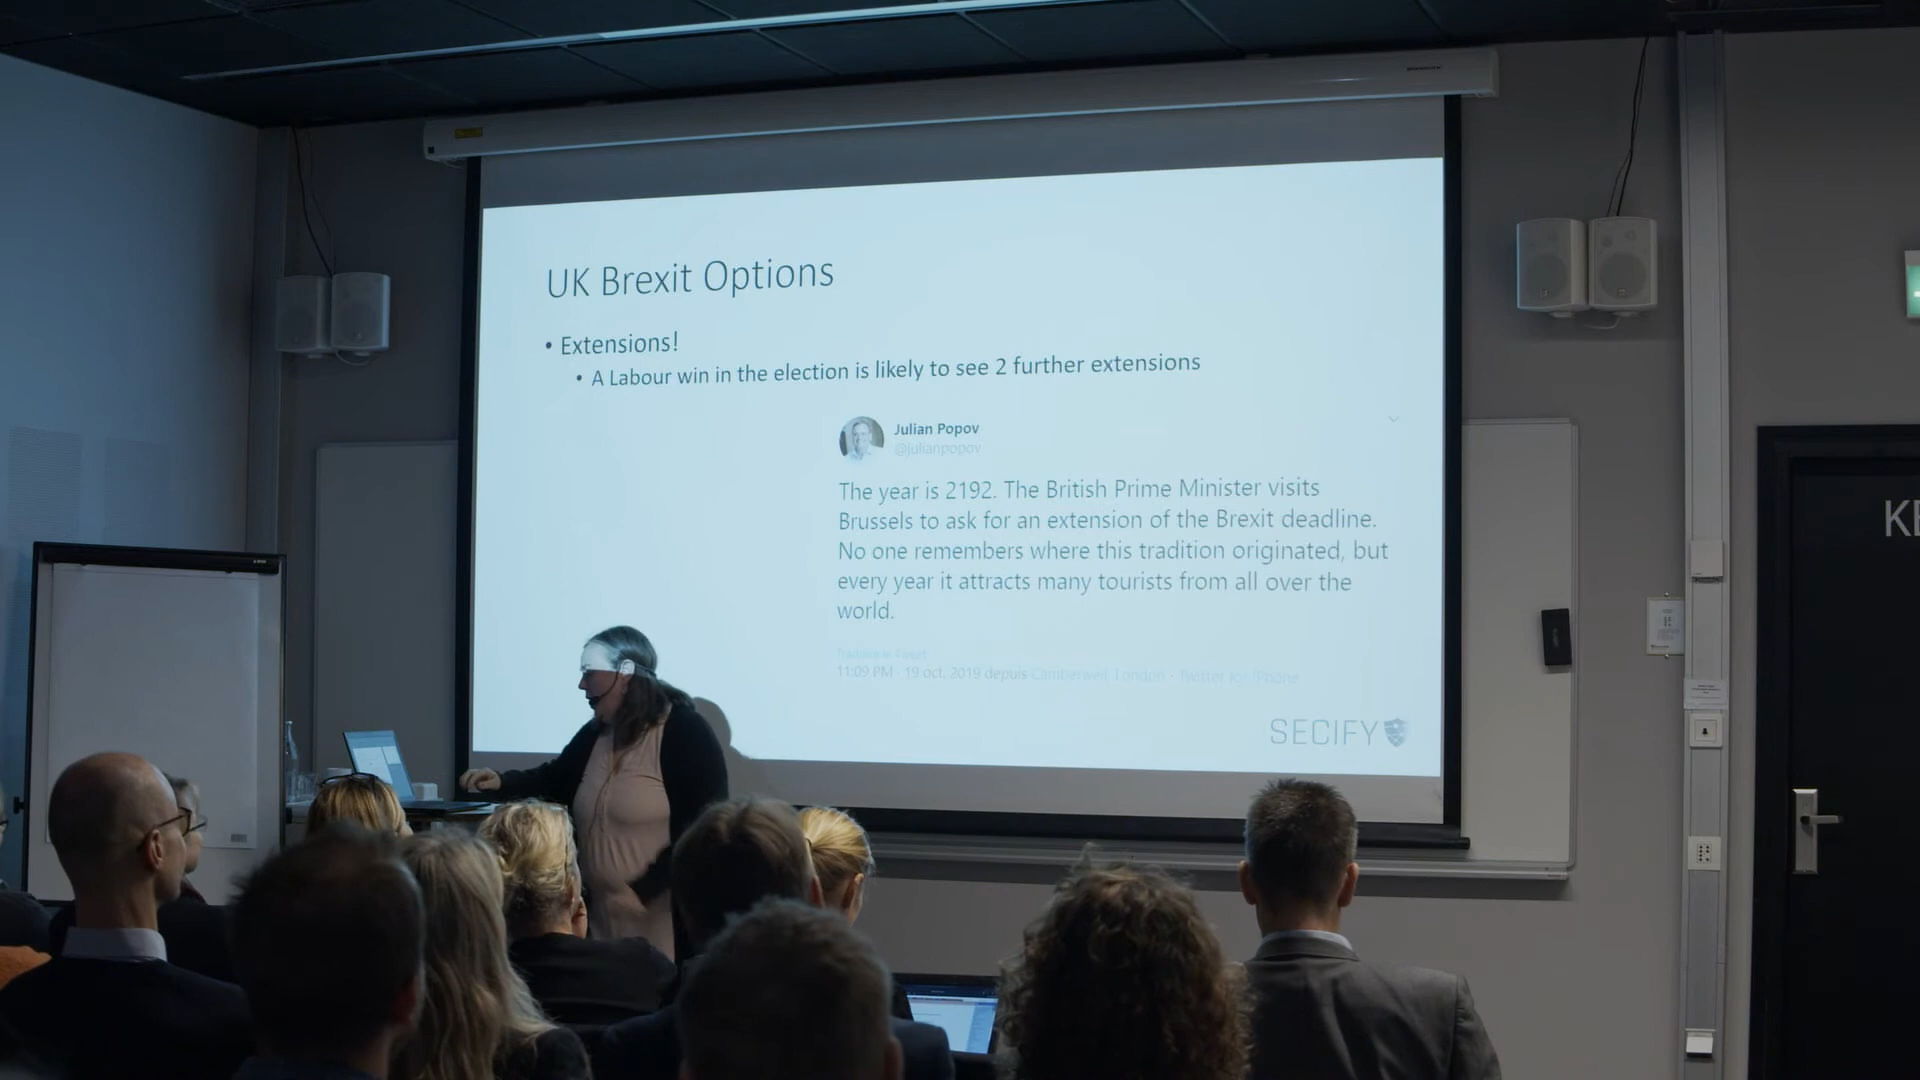 UK Brexit Options
• Extensions!
• A Labour win in the election is likely to see 2 further extensions
Julian Popov
@julianpopov
The year is 2192. The British Prime Minister visits
Brussels to ask for an extension of the Brexit deadline.
No one remembers where this tradition originated, but
every year it attracts many tourists from all over the
world.
11:09 PM · 19 oct. 2019 depuis Camberwell, London · Twitter for iPhone
SECIFY
KE